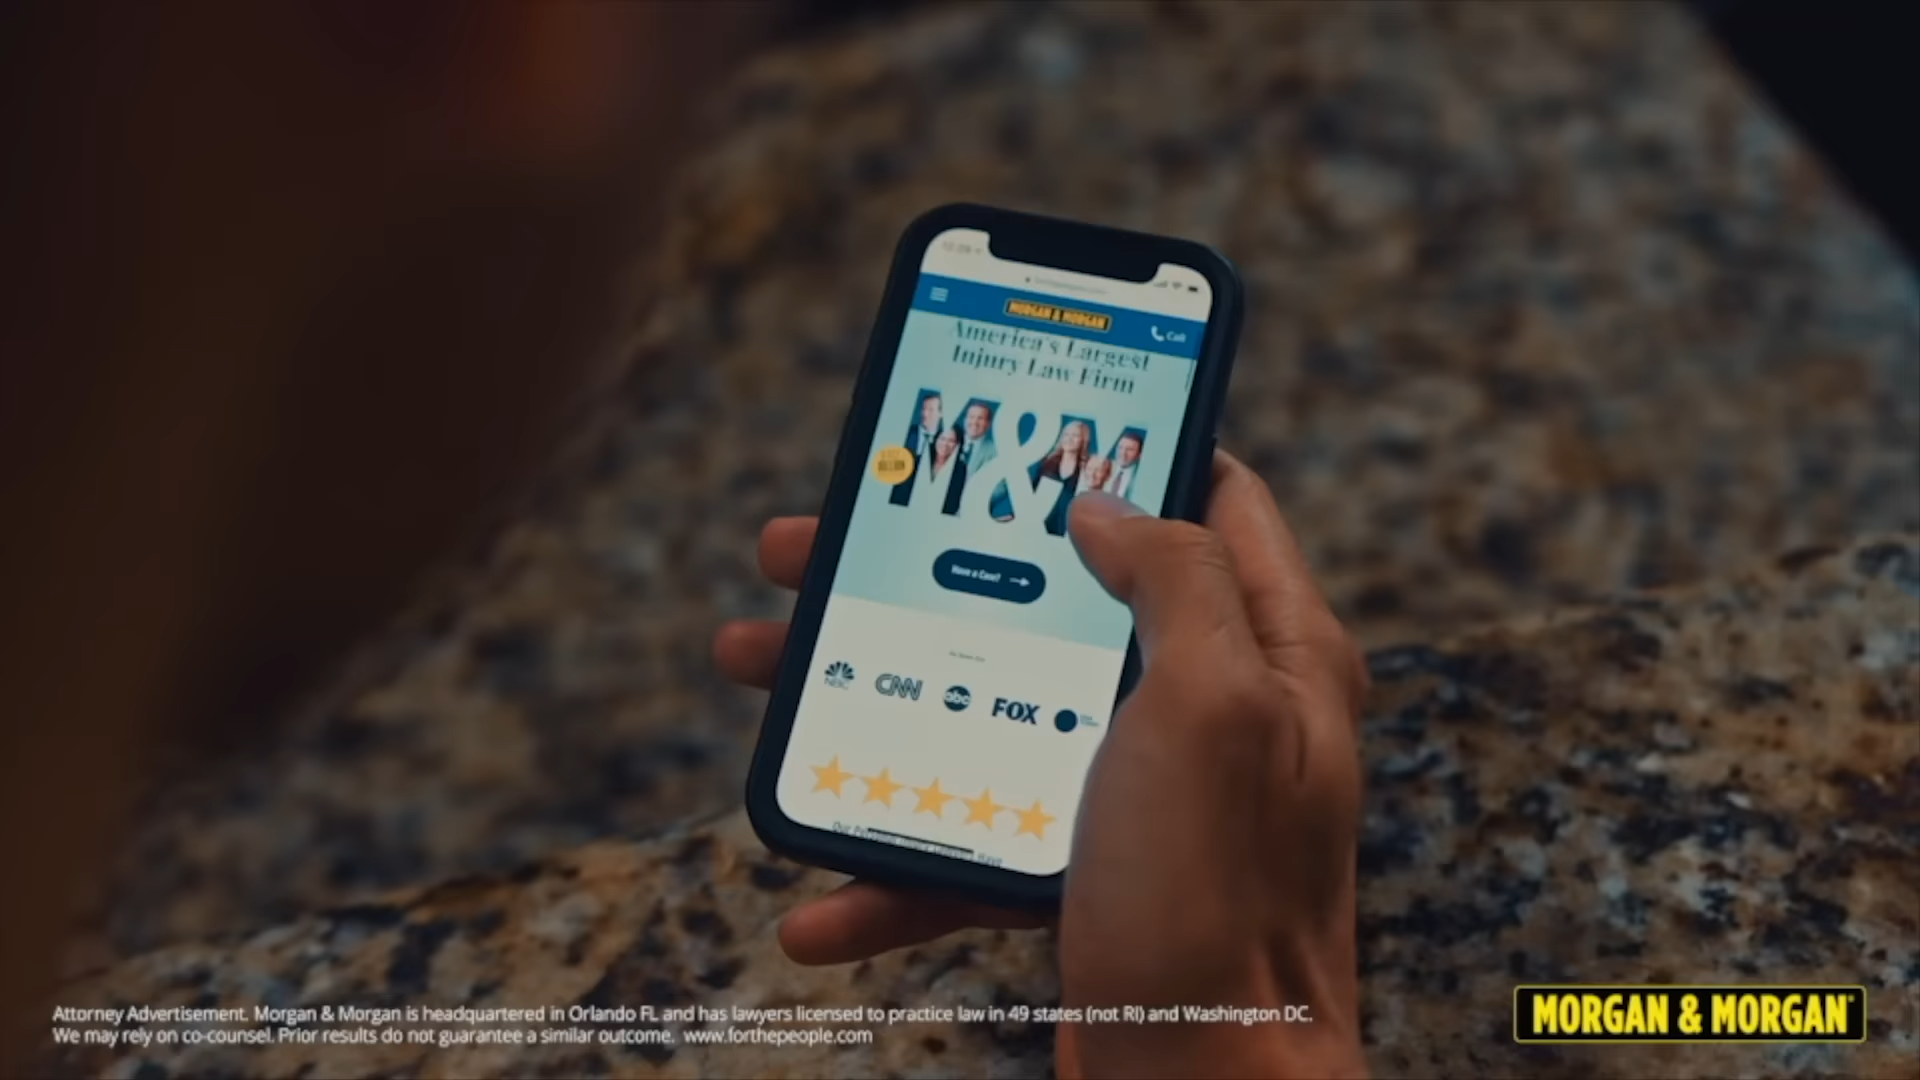 MORGAN & MORGAN
Call
America's Largest
Injury Law Firm
M&M
BILLION
Have a Case?
NBC
CNN
abc
FOX
Attorney Advertisement. Morgan & Morgan is headquartered in Orlando FL and has lawyers licensed to practice law in 49 states (not RI) and Washington DC.
We may rely on co-counsel. Prior results do not guarantee a similar outcome. www.forthepeople.com
MORGAN & MORGAN